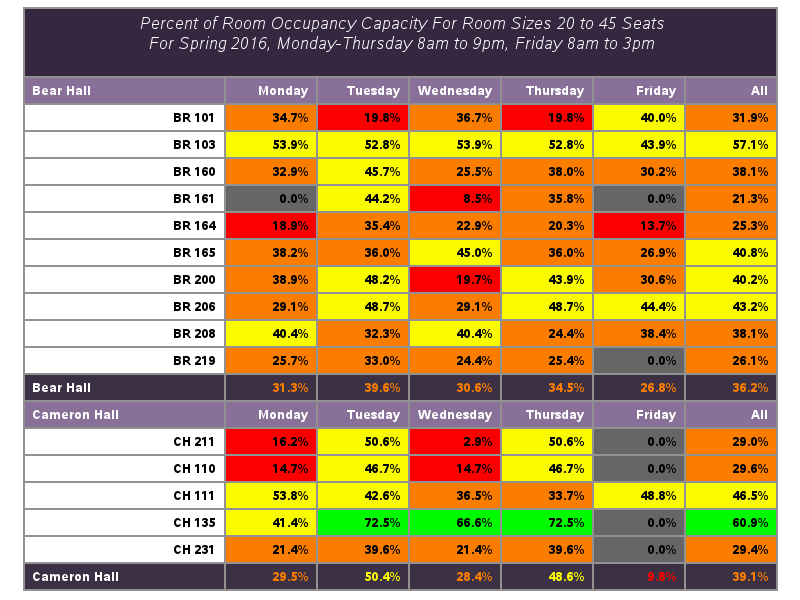 Percent of Room Occupancy Capacity For Room Sizes 20 to 45 Seats
For Spring 2016, Monday-Thursday 8am to 9pm, Friday 8am to 3pm
Bear Hall Monday Tuesday Wednesday Thursday Friday All
BR 101 34.7% 19.8% 36.7% 19.8% 40.0% 31.9%
BR 103 53.9% 52.8% 53.9% 52.8% 43.9% 57.1%
BR 160 32.9% 45.7% 25.5% 38.0% 30.2% 38.1%
BR 161 0.0% 44.2% 8.5% 35.8% 0.0% 21.3%
BR 164 18.9% 35.4% 22.9% 20.3% 13.7% 25.3%
BR 165 38.2% 36.0% 45.0% 36.0% 26.9% 40.8%
BR 200 38.9% 48.2% 19.7% 43.9% 30.6% 40.2%
BR 206 29.1% 48.7% 29.1% 48.7% 44.4% 43.2%
BR 208 40.4% 32.3% 40.4% 24.4% 38.4% 38.1%
BR 219 25.7% 33.0% 24.4% 25.4% 0.0% 26.1%
Bear Hall 31.3% 39.6% 30.6% 34.5% 26.8% 36.2%
Cameron Hall Monday Tuesday Wednesday Thursday Friday All
CH 211 16.2% 50.6% 2.9% 50.6% 0.0% 29.0%
CH 110 14.7% 46.7% 14.7% 46.7% 0.0% 29.6%
CH 111 53.8% 42.6% 36.5% 33.7% 48.8% 46.5%
CH 135 41.4% 72.5% 66.6% 72.5% 0.0% 60.9%
CH 231 21.4% 39.6% 21.4% 39.6% 0.0% 29.4%
Cameron Hall 29.5% 50.4% 28.4% 48.6% 9.8% 39.1%